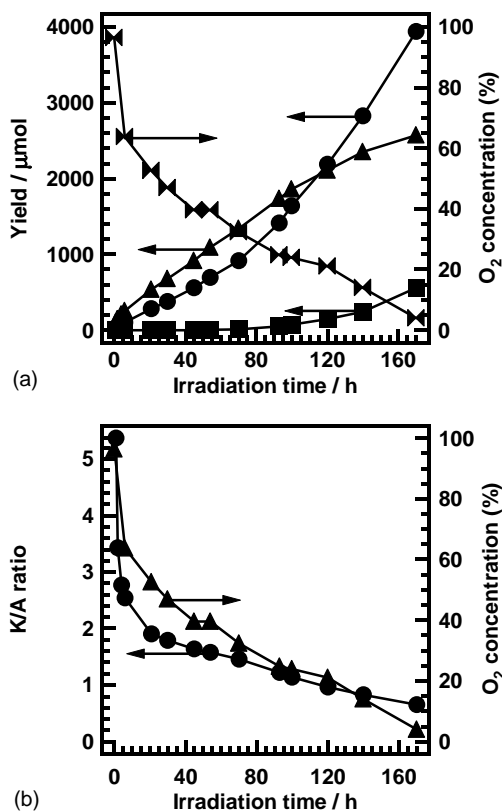 4000
3000
2000
1000
0
Yield / μmol
100
80
60
40
20
0
O2 concentration (%)
0 40 80 120 160
Irradiation time / h
(a)
5
4
3
2
1
0
K/A ratio
100
80
60
40
20
0
O2 concentration (%)
0 40 80 120 160
Irradiation time / h
(b)